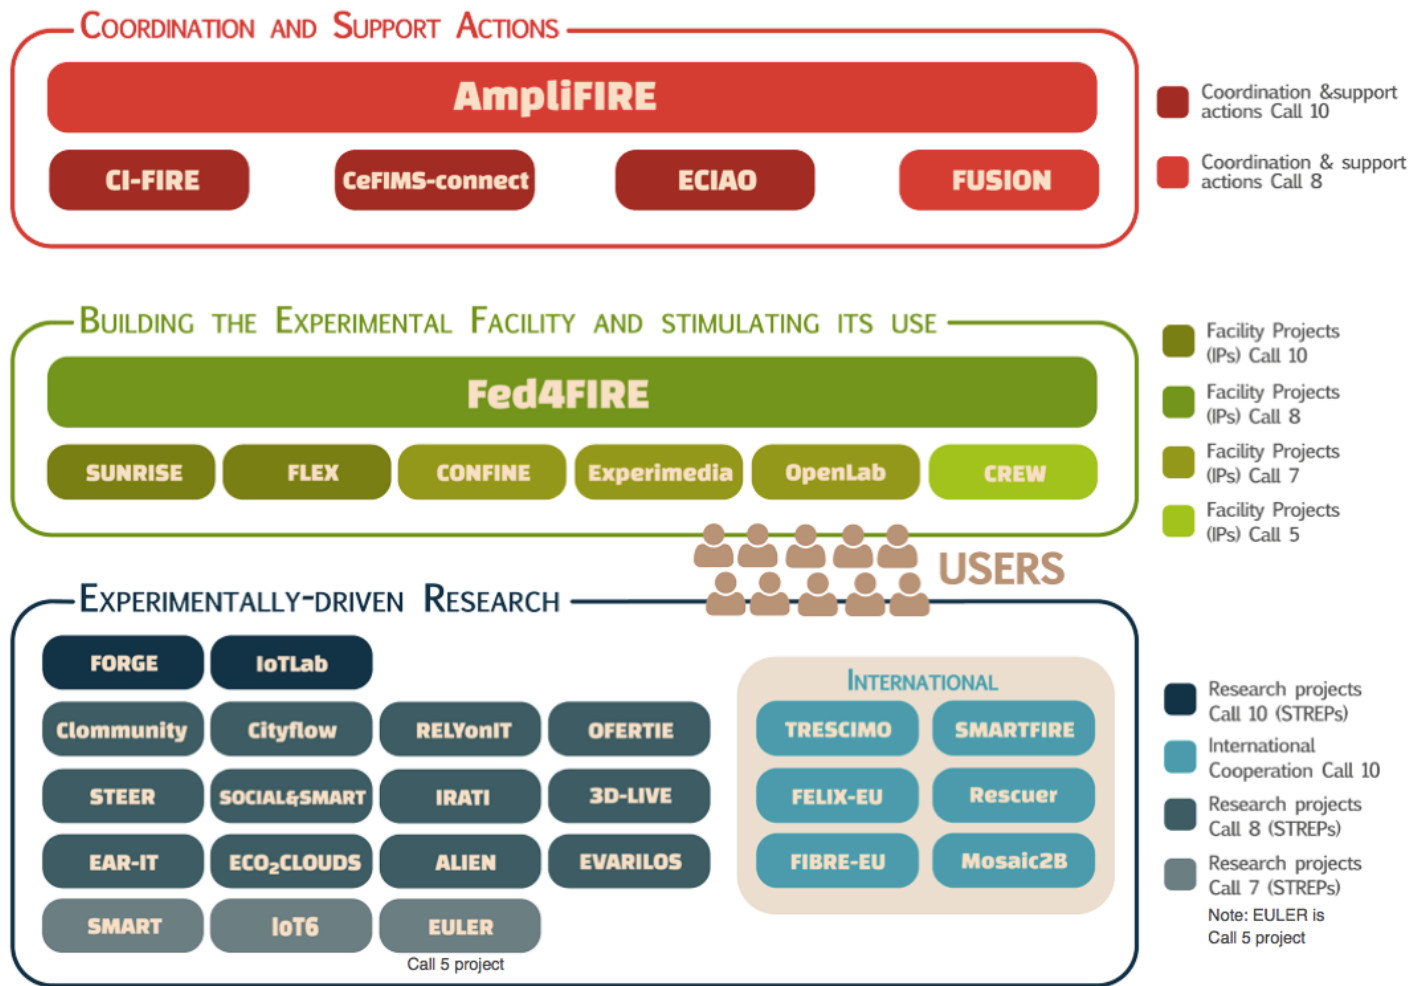 COORDINATION AND SUPPORT ACTIONS
AmpliFIRE
CI-FIRE
CeFIMS-connect
ECIAO
FUSION
Coordination &support
actions Call 10
Coordination & support
actions Call 8
BUILDING THE EXPERIMENTAL FACILITY AND STIMULATING ITS USE
Fed4FIRE
SUNRISE
FLEX
CONFINE
Experimedia
OpenLab
CREW
Facility Projects
(IPs) Call 10
Facility Projects
(IPs) Call 8
Facility Projects
(IPs) Call 7
Facility Projects
(IPs) Call 5
USERS
EXPERIMENTALLY-DRIVEN RESEARCH
FORGE
IoTLab
Clommunity
Cityflow
RELYonIT
OFERTIE
STEER
SOCIAL&SMART
IRATI
3D-LIVE
EAR-IT
ECO₂CLOUDS
ALIEN
EVARILOS
SMART
IoT6
EULER
Call 5 project
INTERNATIONAL
TRESCIMO
SMARTFIRE
FELIX-EU
Rescuer
FIBRE-EU
Mosaic2B
Research projects
Call 10 (STREPs)
International
Cooperation Call 10
Research projects
Call 8 (STREPs)
Research projects
Call 7 (STREPs)
Note: EULER is
Call 5 project